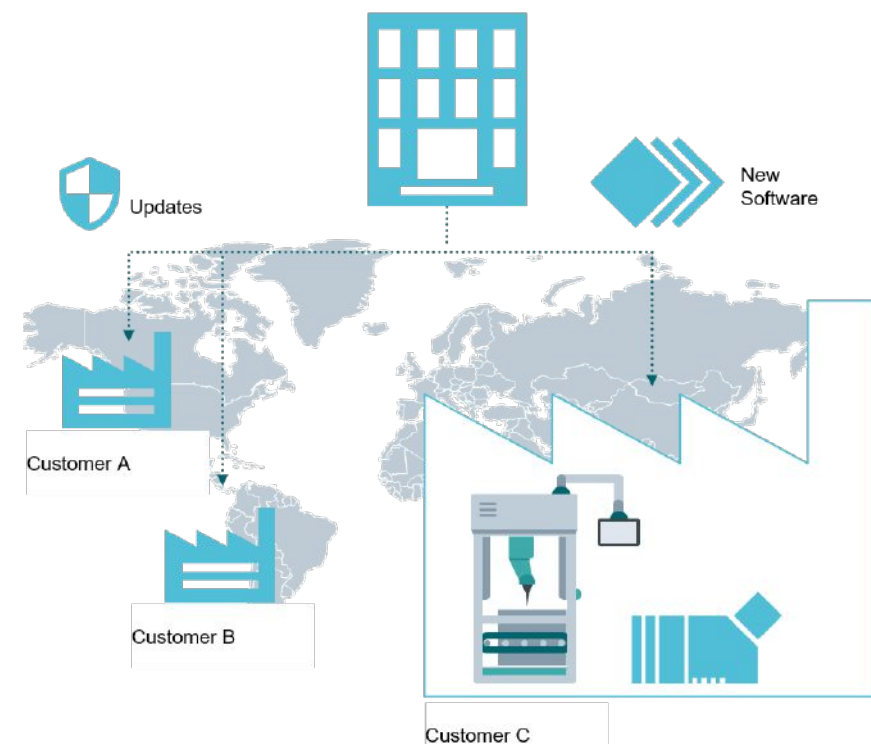 Updates
New
Software
Customer A
Customer B
Customer C